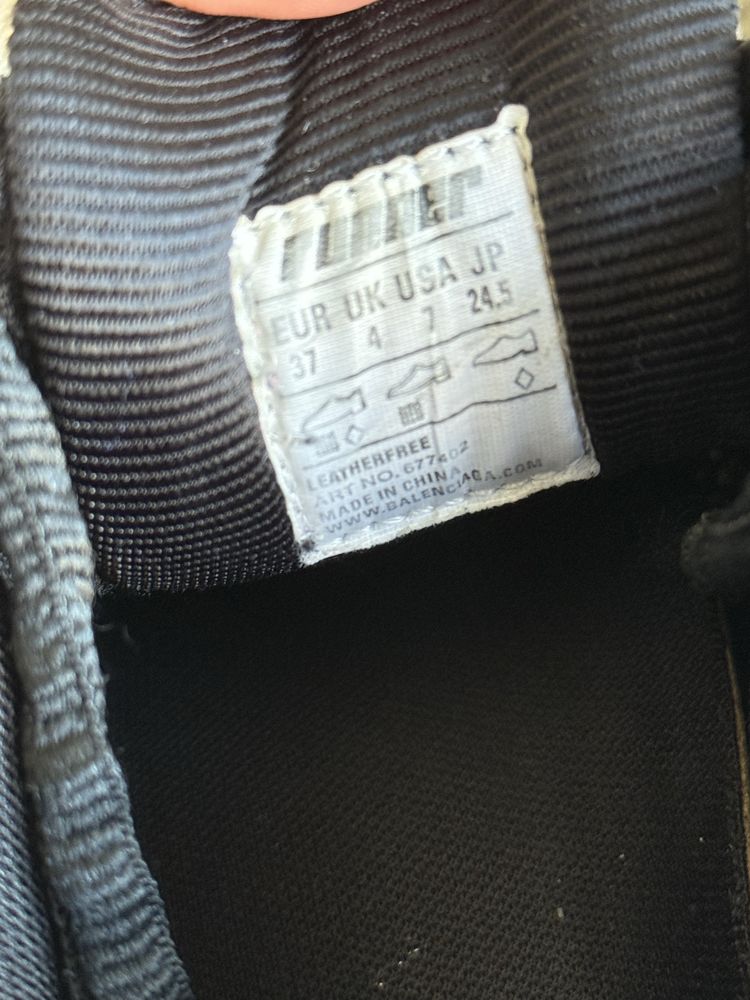 RUNNER
EUR UK USA JP
37 4 7 24.5
LEATHERFREE
ART NO. 677402
MADE IN CHINA
WWW.BALENCIAGA.COM